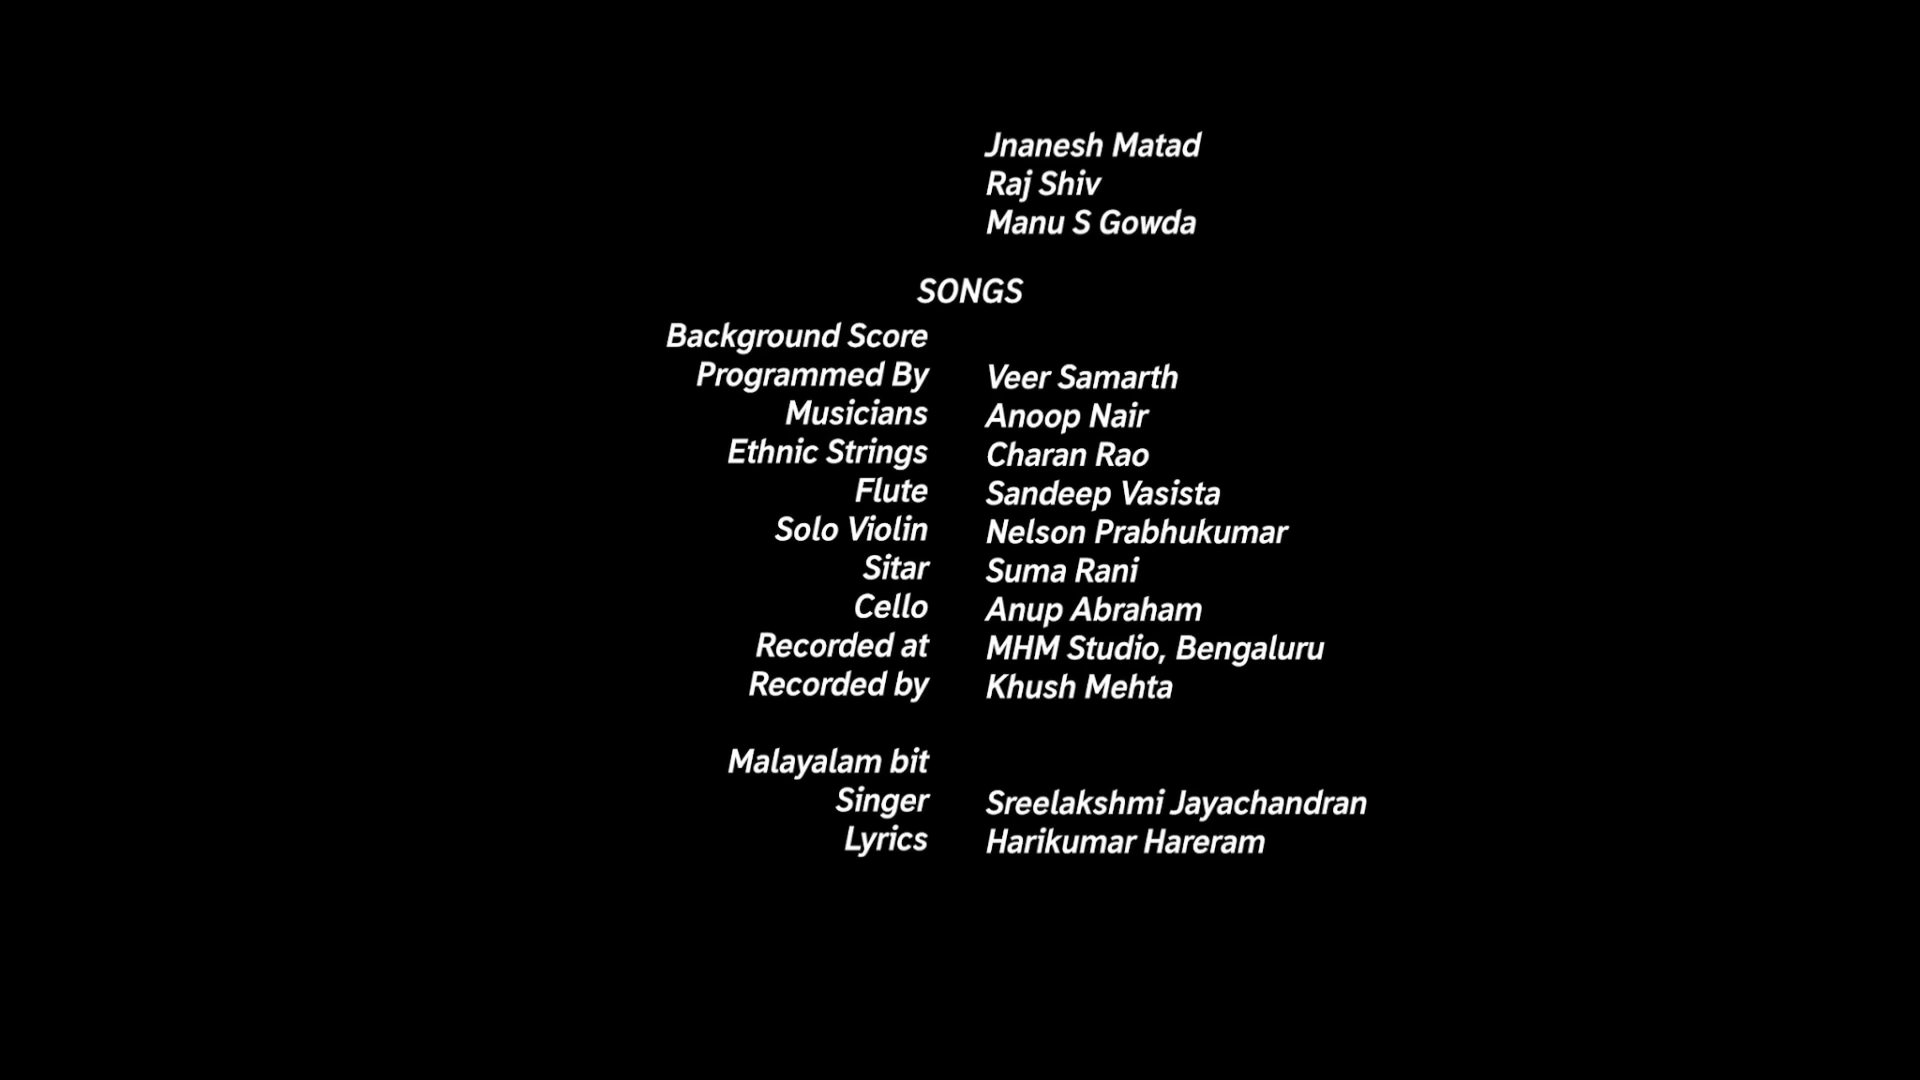 Jnanesh Matad
Raj Shiv
Manu S Gowda
SONGS
Background Score
Programmed By Veer Samarth
Musicians Anoop Nair
Ethnic Strings Charan Rao
Flute Sandeep Vasista
Solo Violin Nelson Prabhukumar
Sitar Suma Rani
Cello Anup Abraham
Recorded at MHM Studio, Bengaluru
Recorded by Khush Mehta
Malayalam bit
Singer Sreelakshmi Jayachandran
Lyrics Harikumar Hareram